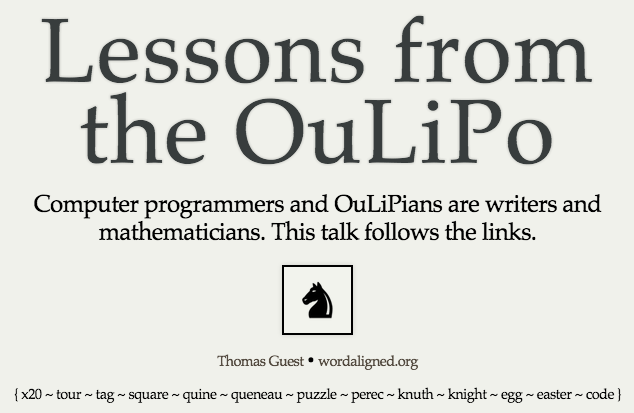 Lessons from
the OuLiPo
Computer programmers and OuLiPians are writers and
mathematicians. This talk follows the links.
Thomas Guest • wordaligned.org
{ x20 ~ tour ~ tag ~ square ~ quine ~ queneau ~ puzzle ~ perec ~ knuth ~ knight ~ egg ~ easter ~ code }